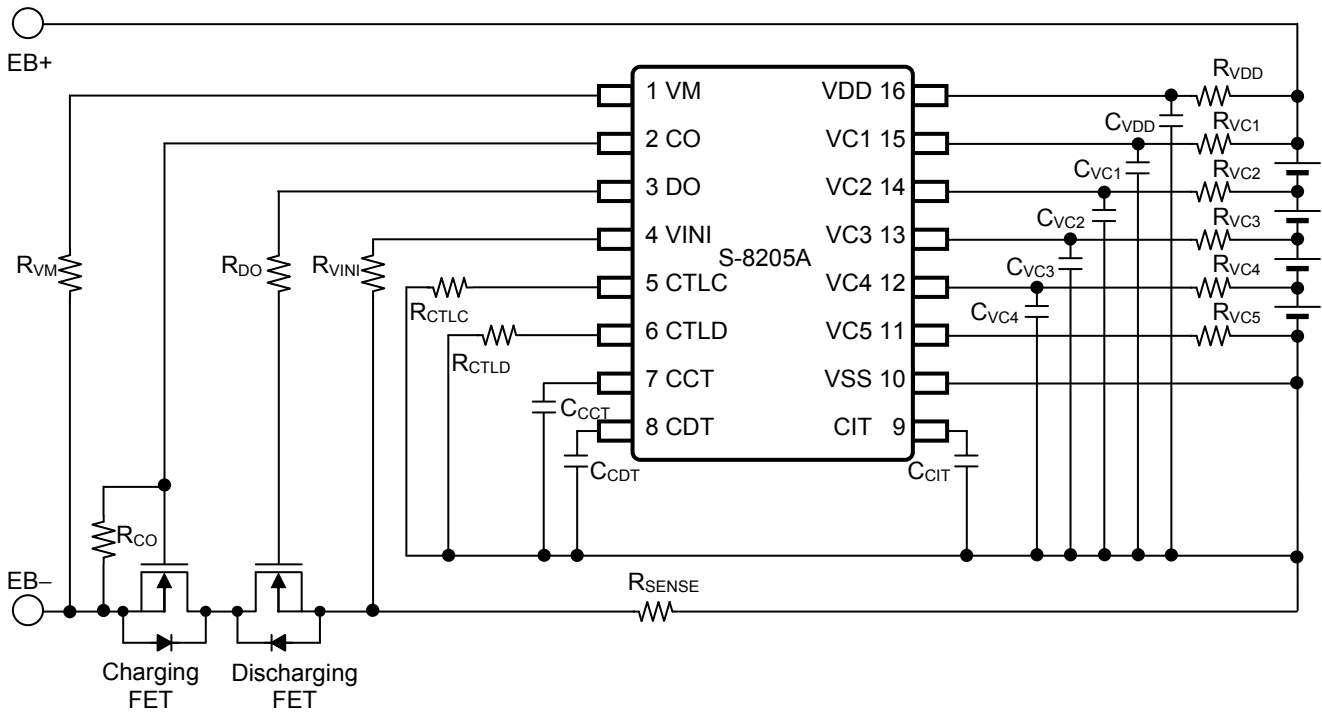 EB+
1 VM
2 CO
3 DO
4 VINI
5 CTLC
6 CTLD
7 CCT
8 CDT
S-8205A
VDD 16
VC1 15
VC2 14
VC3 13
VC4 12
VC5 11
VSS 10
CIT 9
RVDD
RVC1
RVC2
RVC3
RVC4
RVC5
CVDD
CVC1
CVC2
CVC3
CVC4
RVM
RDO
RVINI
RCTLC
RCTLD
CCCT
CCDT
CCIT
RCO
EB–
RSENSE
Charging
FET
Discharging
FET